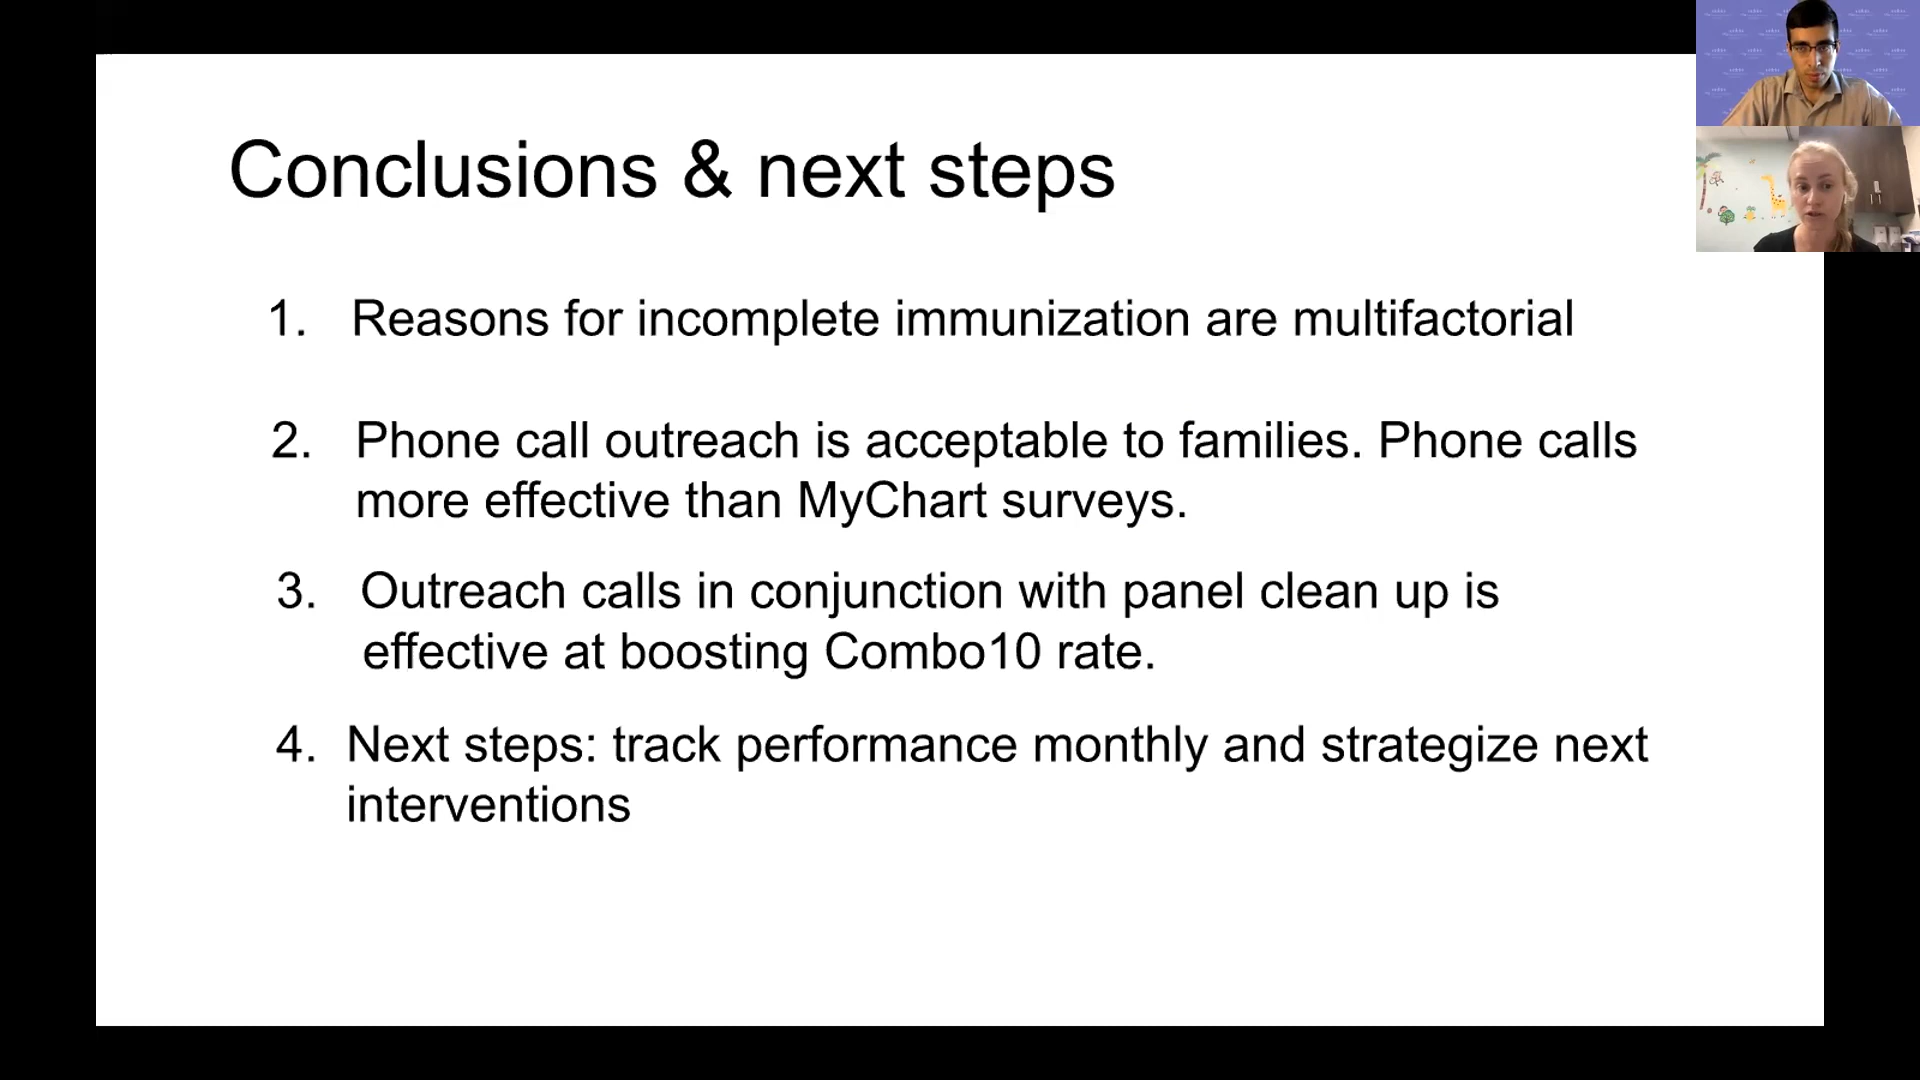 Conclusions & next steps
1. Reasons for incomplete immunization are multifactorial
2. Phone call outreach is acceptable to families. Phone calls
more effective than MyChart surveys.
3. Outreach calls in conjunction with panel clean up is
effective at boosting Combo10 rate.
4. Next steps: track performance monthly and strategize next
interventions